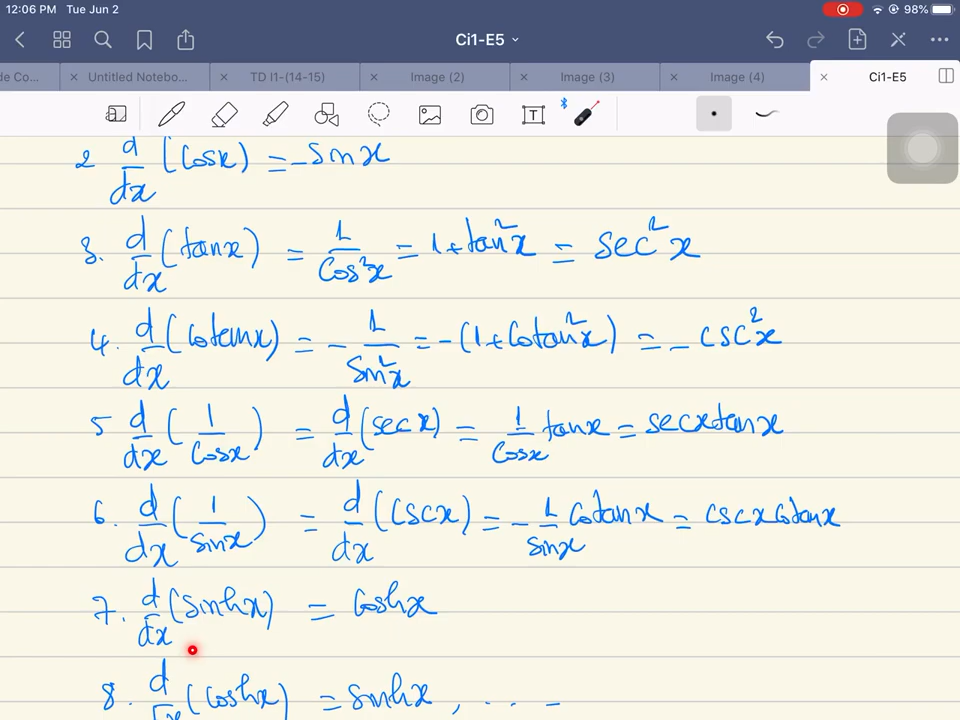 12:06 PM Tue Jun 2
98%
Ci1-E5
de Co...
Untitled Notebo...
TD I1-(14-15)
Image (2)
Image (3)
Image (4)
Ci1-E5
T
2 d/dx (cosx) = -sinx
3. d/dx (tanx) = 1/cos²x = 1+tan²x = sec²x
4. d/dx (cotanx) = - 1/sin²x = -(1+cotan²x) = - csc²x
5 d/dx (1/cosx) = d/dx (secx) = 1/cosx tanx = secxtanx
6. d/dx (1/sinx) = d/dx (cscx) = - 1/sinx cotanx = cscxcotanx
7. d/dx (sinhx) = coshx
8. d/dx (coshx) = sinhx, ...